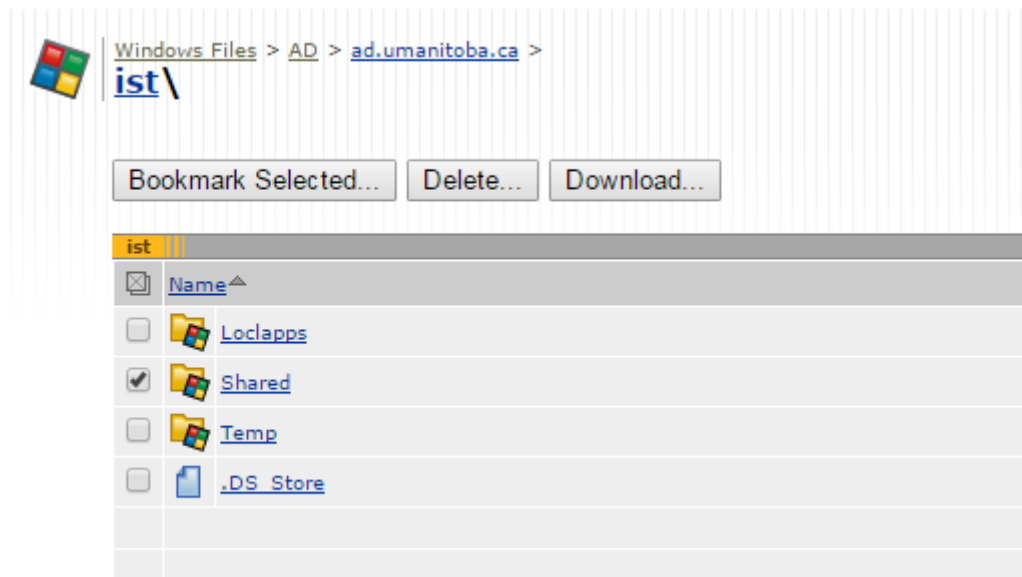 Windows Files > AD > ad.umanitoba.ca >
ist\
Bookmark Selected... Delete... Download...
ist
Name
Loclapps
Shared
Temp
.DS_Store